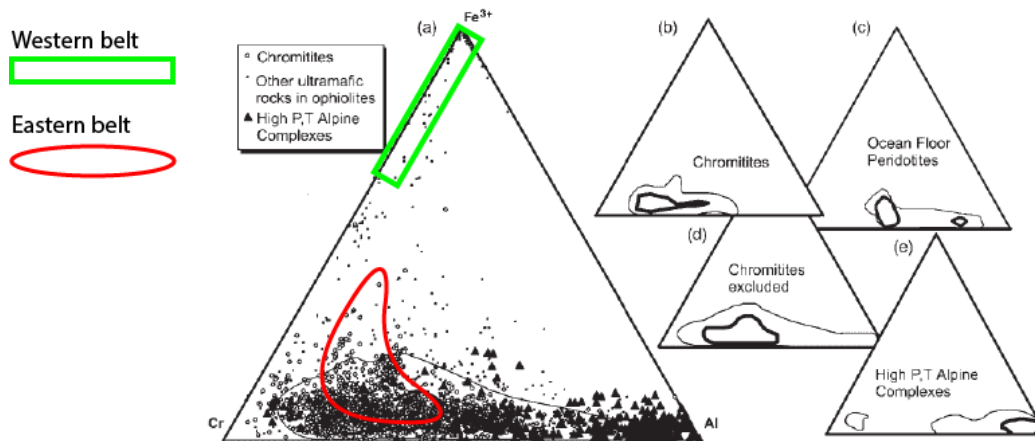 Western belt
Eastern belt
(a)
Fe3+
Chromitites
Other ultramafic
rocks in ophiolites
High P,T Alpine
Complexes
Cr
Al
(b)
Chromitites
(c)
Ocean Floor
Peridotites
(d)
Chromitites
excluded
(e)
High P,T Alpine
Complexes